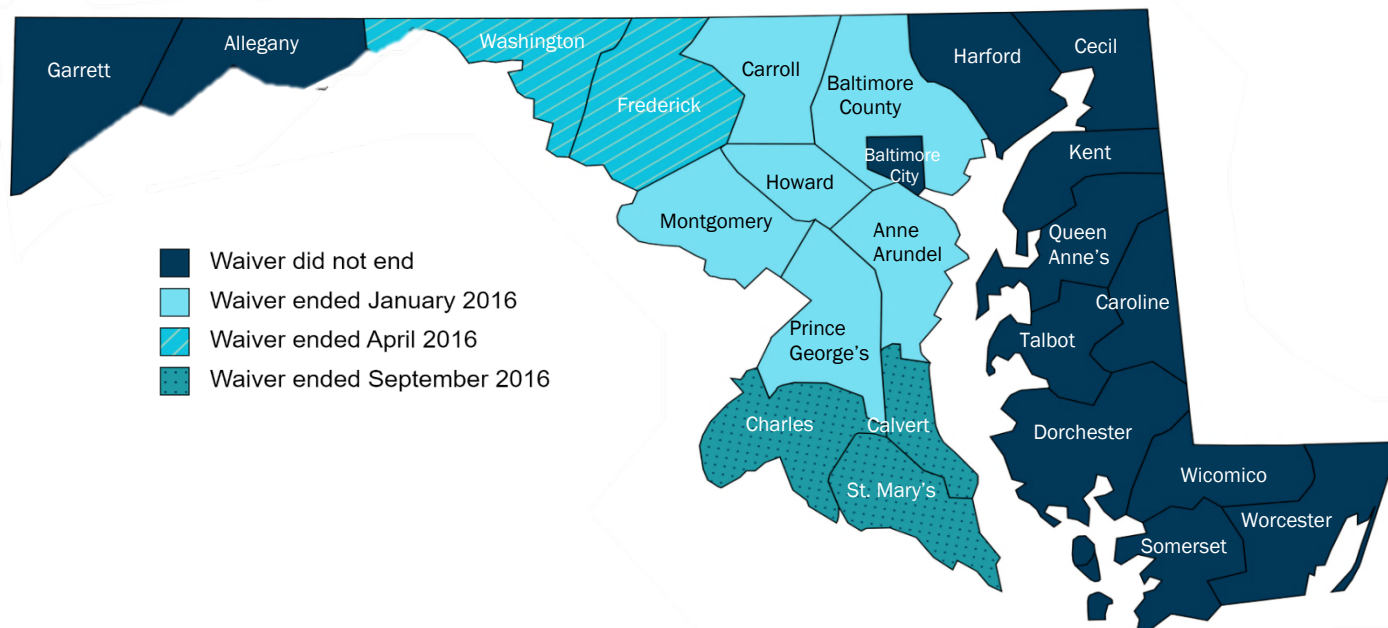 Garrett
Allegany
Washington
Frederick
Carroll
Baltimore
County
Harford
Cecil
Baltimore
City
Kent
Howard
Montgomery
Anne
Arundel
Queen
Anne's
Caroline
Talbot
Prince
George's
Waiver did not end
Waiver ended January 2016
Waiver ended April 2016
Waiver ended September 2016
Charles
Calvert
St. Mary's
Dorchester
Wicomico
Worcester
Somerset